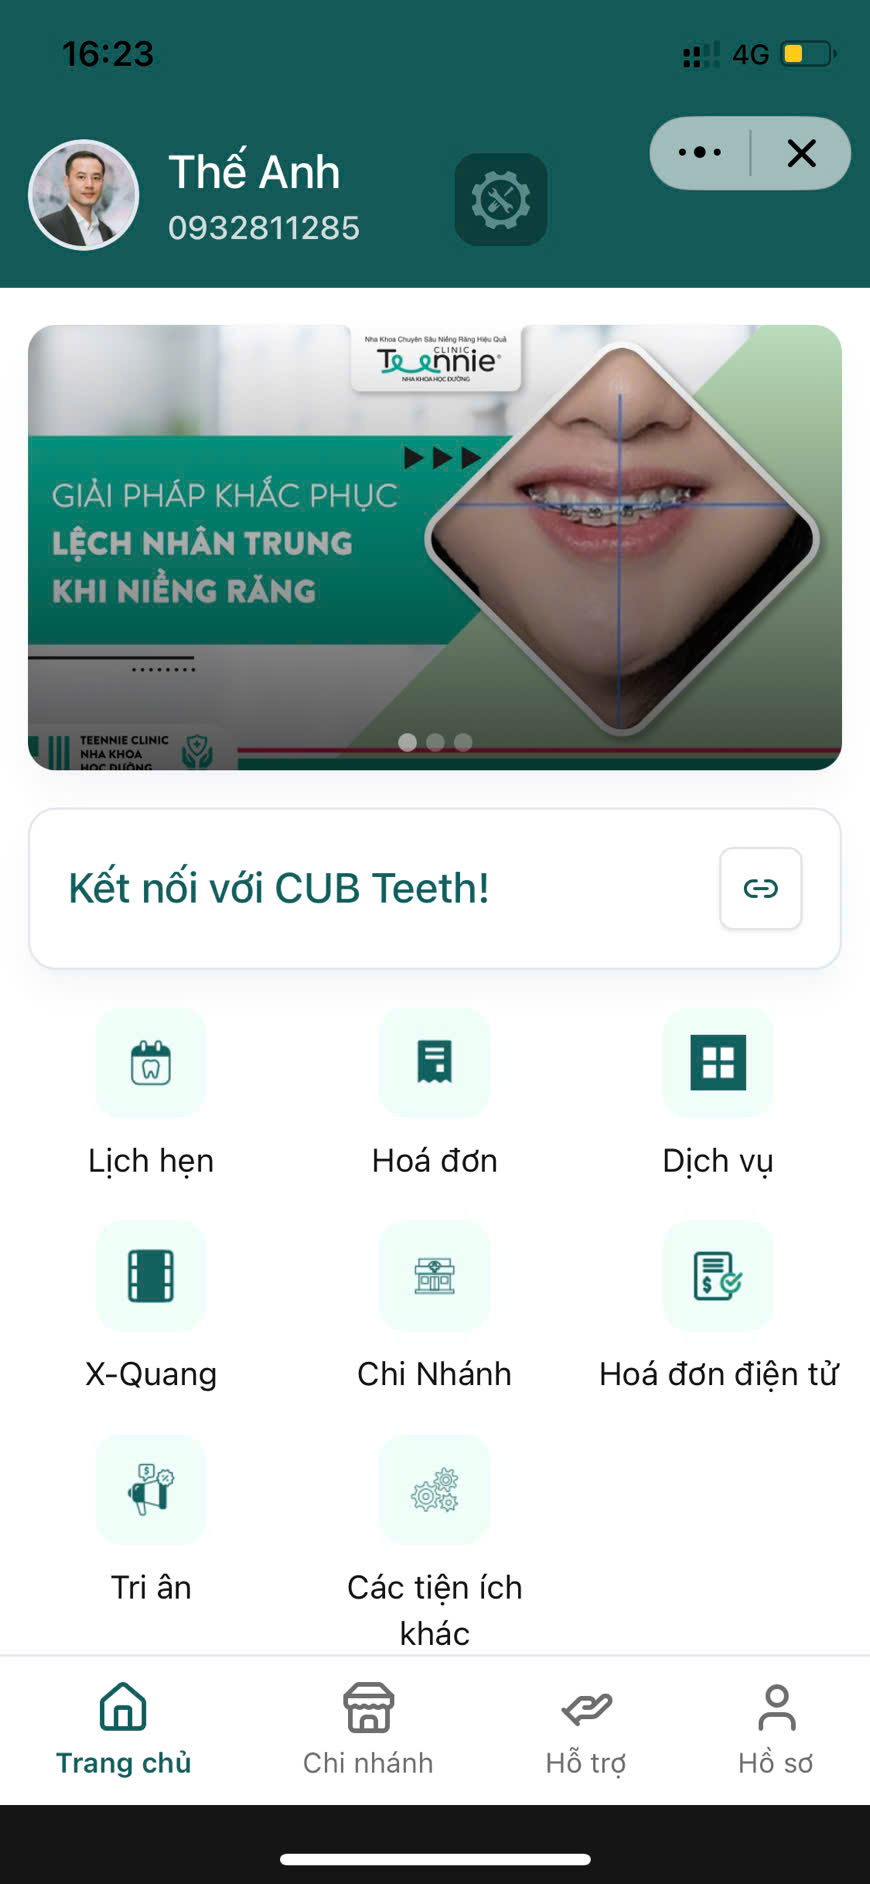 16:23
4G
Thế Anh
0932811285
Nha Khoa Chuyên Sâu Niềng Răng Hiệu Quả
CLINIC
Teennie
NHA KHOA HỌC ĐƯỜNG
GIẢI PHÁP KHẮC PHỤC
LỆCH NHÂN TRUNG
KHI NIỀNG RĂNG
TEENNIE CLINIC
NHA KHOA
HỌC ĐƯỜNG
Kết nối với CUB Teeth!
Lịch hẹn
Hoá đơn
Dịch vụ
X-Quang
Chi Nhánh
Hoá đơn điện tử
Tri ân
Các tiện ích
khác
Trang chủ
Chi nhánh
Hỗ trợ
Hồ sơ